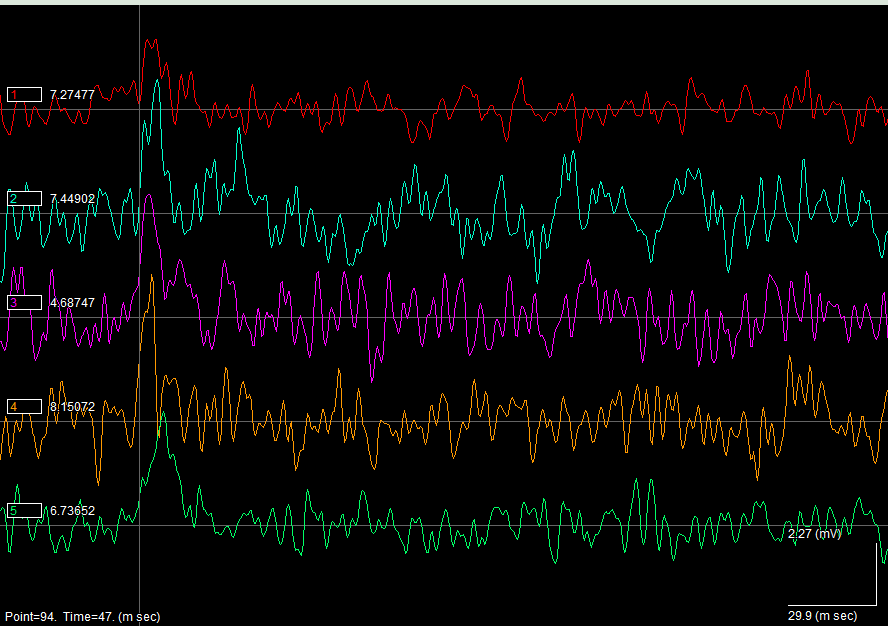 1 7.27477
2 7.44902
3 4.68747
4 8.15072
5 6.73652
2.27 (mV)
Point=94. Time=47. (m sec)
29.9 (m sec)